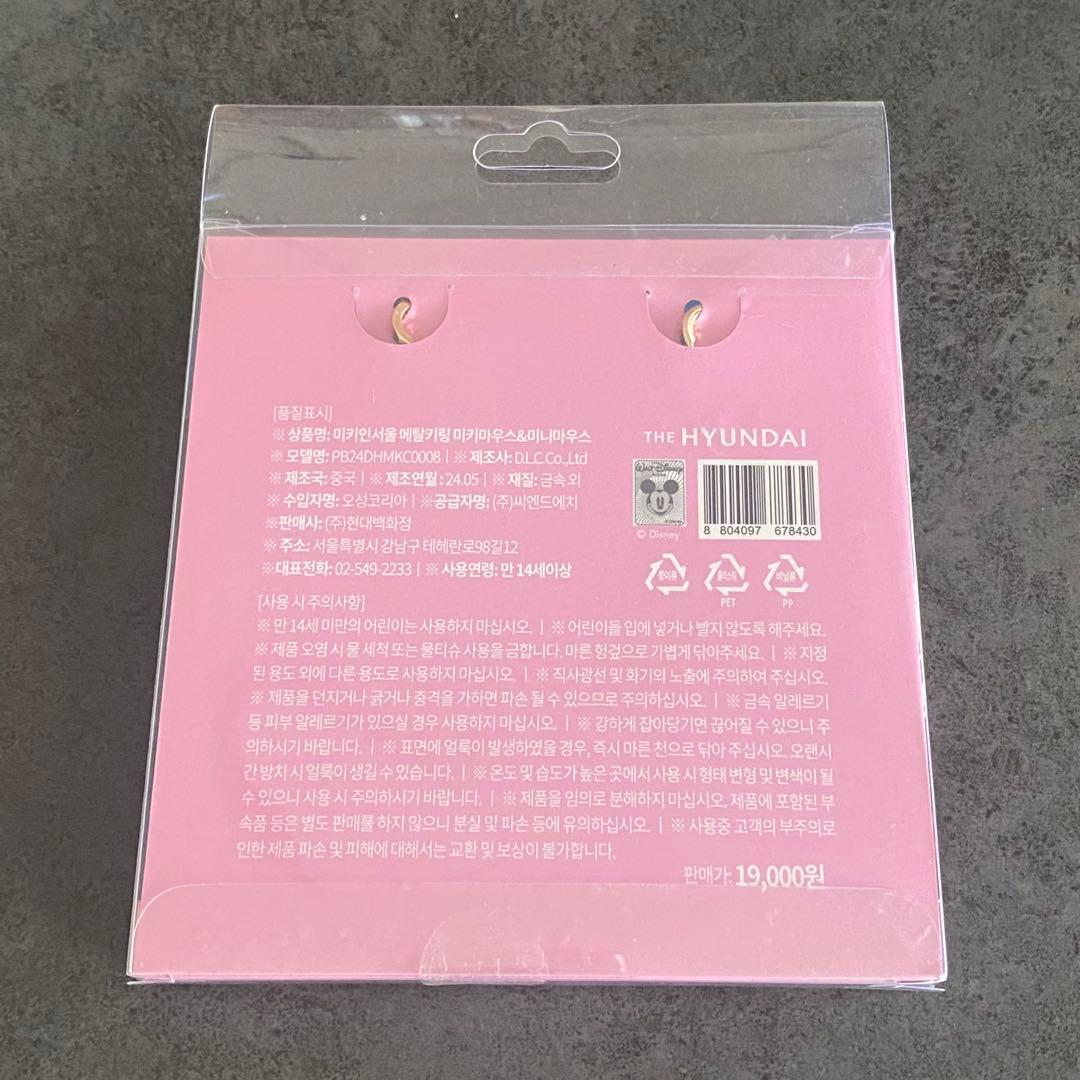 [품질표시]
※ 상품명: 미키인서울 메탈키링 미키마우스&미니마우스
※ 모델명: PB24DHMKC0008 | ※ 제조사: D.L.C.Co.,Ltd
※ 제조국: 중국 | ※ 제조연월 : 24.05 | ※ 재질: 금속 외
※ 수입자명: 오성코리아 | ※공급자명: (주)씨엔드에치
※판매사: (주)현대백화점
※ 주소: 서울특별시 강남구 테헤란로98길12
※대표전화: 02-549-2233 | ※ 사용연령: 만 14세이상
THE HYUNDAI
© Disney
8 804097 678430
종이류
플라스틱
PET
비닐류
PP
[사용 시 주의사항]
※ 만 14세 미만의 어린이는 사용하지 마십시오. | ※ 어린이들 입에 넣거나 빨지 않도록 해주세요.
※ 제품 오염 시 물 세척 또는 물티슈 사용을 금합니다. 마른 헝겊으로 가볍게 닦아주세요. | ※ 지정
된 용도 외에 다른 용도로 사용하지 마십시오. | ※ 직사광선 및 화기의 노출에 주의하여 주십시오.
※ 제품을 던지거나 긁거나 충격을 가하면 파손 될 수 있으므로 주의하십시오. | ※ 금속 알레르기
등 피부 알레르기가 있으실 경우 사용하지 마십시오. | ※ 강하게 잡아당기면 끊어질 수 있으니 주
의하시기 바랍니다. | ※ 표면에 얼룩이 발생하였을 경우, 즉시 마른 천으로 닦아 주십시오. 오랜시
간 방치 시 얼룩이 생길 수 있습니다. | ※ 온도 및 습도가 높은 곳에서 사용 시 형태 변형 및 변색이 될
수 있으니 사용 시 주의하시기 바랍니다. | ※ 제품을 임의로 분해하지 마십시오. 제품에 포함된 부
속품 등은 별도 판매를 하지 않으니 분실 및 파손 등에 유의하십시오. | ※ 사용중 고객의 부주의로
인한 제품 파손 및 피해에 대해서는 교환 및 보상이 불가합니다.
판매가: 19,000원